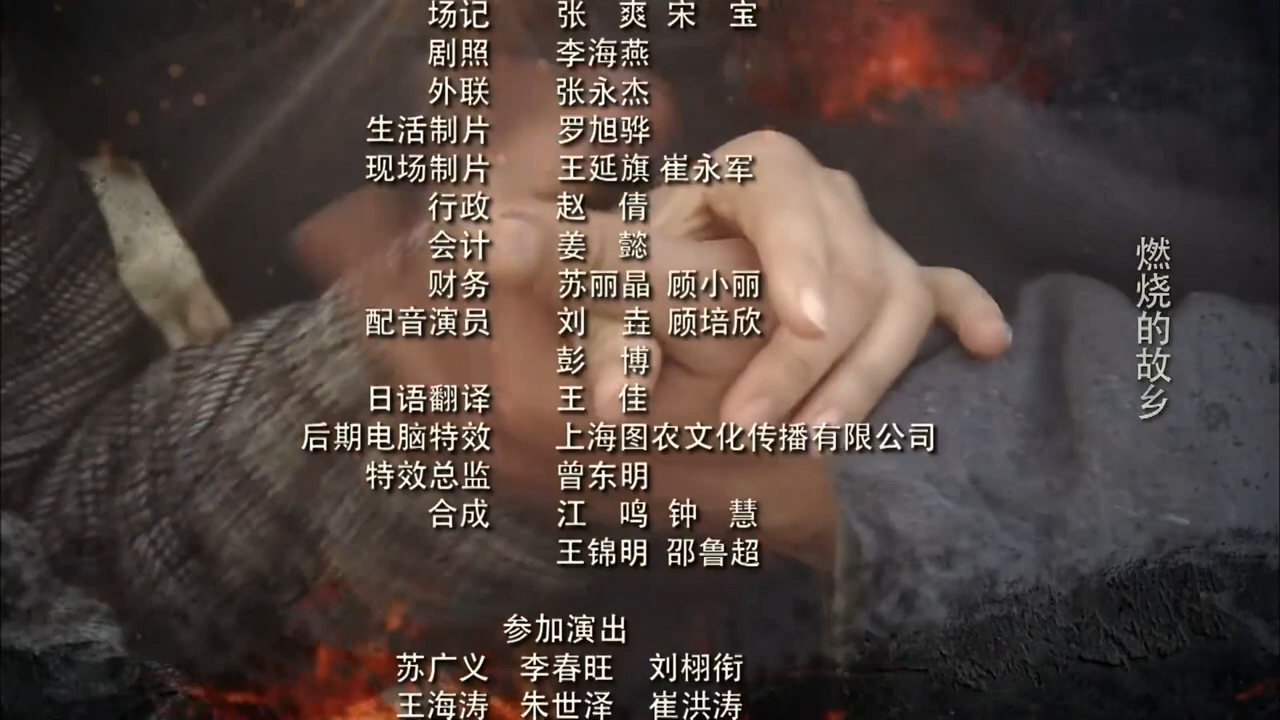 场记 张 爽 宋 宝
剧照 李海燕
外联 张永杰
生活制片 罗旭骅
现场制片 王延旗 崔永军
行政 赵 倩
会计 姜 懿
财务 苏丽晶 顾小丽
配音演员 刘 垚 顾培欣
彭 博
日语翻译 王 佳
后期电脑特效 上海图农文化传播有限公司
特效总监 曾东明
合成 江 鸣 钟 慧
王锦明 邵鲁超
参加演出
苏广义 李春旺 刘栩衔
王海涛 朱世泽 崔洪涛
燃烧的故乡